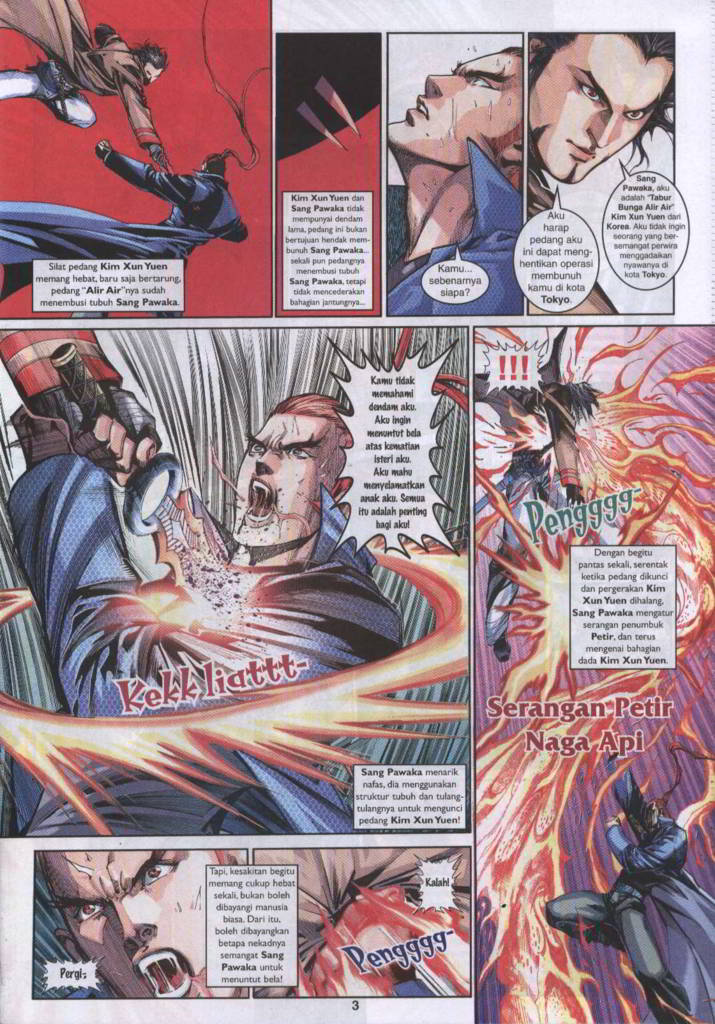 Silat pedang Kim Xun Yuen
memang hebat, baru saja bertarung,
pedang "Alir Air"nya sudah
menembusi tubuh Sang Pawaka.
Kim Xun Yuen dan
Sang Pawaka tidak
mempunyai dendam
lama, pedang ini bukan
bertujuan hendak mem-
bunuh Sang Pawaka...
sekali pun pedangnya
menembusi tubuh
Sang Pawaka, tetapi
tidak mencederakan
bahagian jantungnya...
Kamu...
sebenarnya
siapa?
Sang
Pawaka, aku
adalah "Tabur
Bunga Alir Air"
Kim Xun Yuen dari
Korea. Aku tidak ingin
seorang yang ber-
semangat perwira
menggadaikan
nyawanya di
kota Tokyo.
Aku
harap
pedang aku
ini dapat meng-
hentikan operasi
membunuh
kamu di kota
Tokyo.
Kamu tidak
memahami
dendam aku.
Aku ingin
menuntut bela
atas kematian
isteri aku.
Aku mahu
menyelamatkan
anak aku. Semua
itu adalah penting
bagi aku!
Kekk liattt-
Sang Pawaka menarik
nafas, dia menggunakan
struktur tubuh dan tulang-
tulangnya untuk mengunci
pedang Kim Xun Yuen!
!!!
Pengggg-
Dengan begitu
pantas sekali, serentak
ketika pedang dikunci
dan pergerakan Kim
Xun Yuen dihalang,
Sang Pawaka mengatur
serangan penumbuk
Petir, dan terus
mengenai bahagian
dada Kim Xun Yuen.
Serangan Petir
Naga Api
Pergi;
Tapi, kesakitan begitu
memang cukup hebat
sekali, bukan boleh
dibayangi manusia
biasa. Dari itu,
boleh dibayangkan
betapa nekadnya
semangat Sang
Pawaka untuk
menuntut bela!
Kalah!
Pengggg-
3